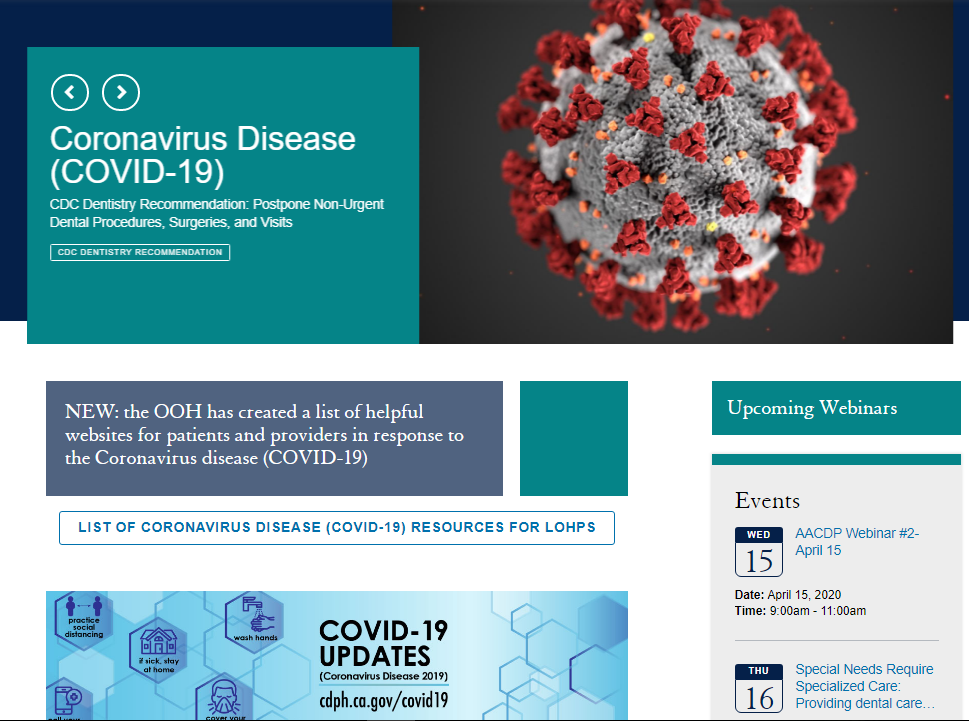 Coronavirus Disease
(COVID-19)
CDC Dentistry Recommendation: Postpone Non-Urgent
Dental Procedures, Surgeries, and Visits
CDC DENTISTRY RECOMMENDATION
NEW: the OOH has created a list of helpful
websites for patients and providers in response to
the Coronavirus disease (COVID-19)
LIST OF CORONAVIRUS DISEASE (COVID-19) RESOURCES FOR LOHPS
practice
social
distancing
if sick, stay
at home
wash hands
call your
cover your
COVID-19
UPDATES
(Coronavirus Disease 2019)
cdph.ca.gov/covid19
Upcoming Webinars
Events
WED
15
AACDP Webinar #2-
April 15
Date: April 15, 2020
Time: 9:00am - 11:00am
THU
16
Special Needs Require
Specialized Care:
Providing dental care…